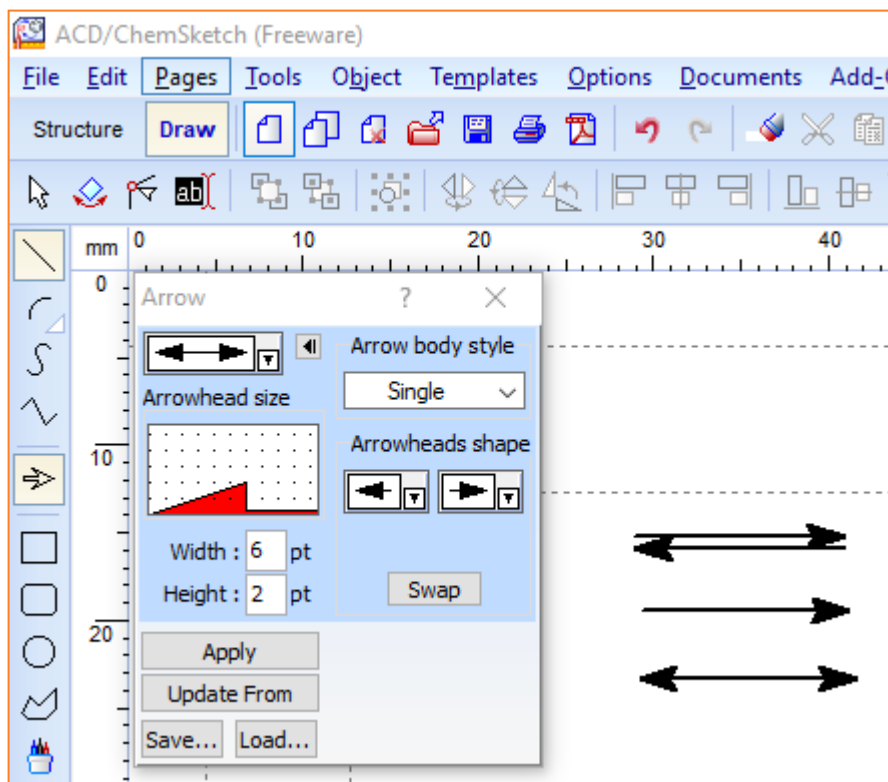 ACD/ChemSketch (Freeware)
File Edit Pages Tools Object Templates Options Documents Add-
Structure Draw
ab
mm 0 10 20 30 40
0
Arrow ? X
Arrow body style
Single
Arrowhead size
Arrowheads shape
10
Width : 6 pt
Height : 2 pt
Swap
20
Apply
Update From
Save... Load...